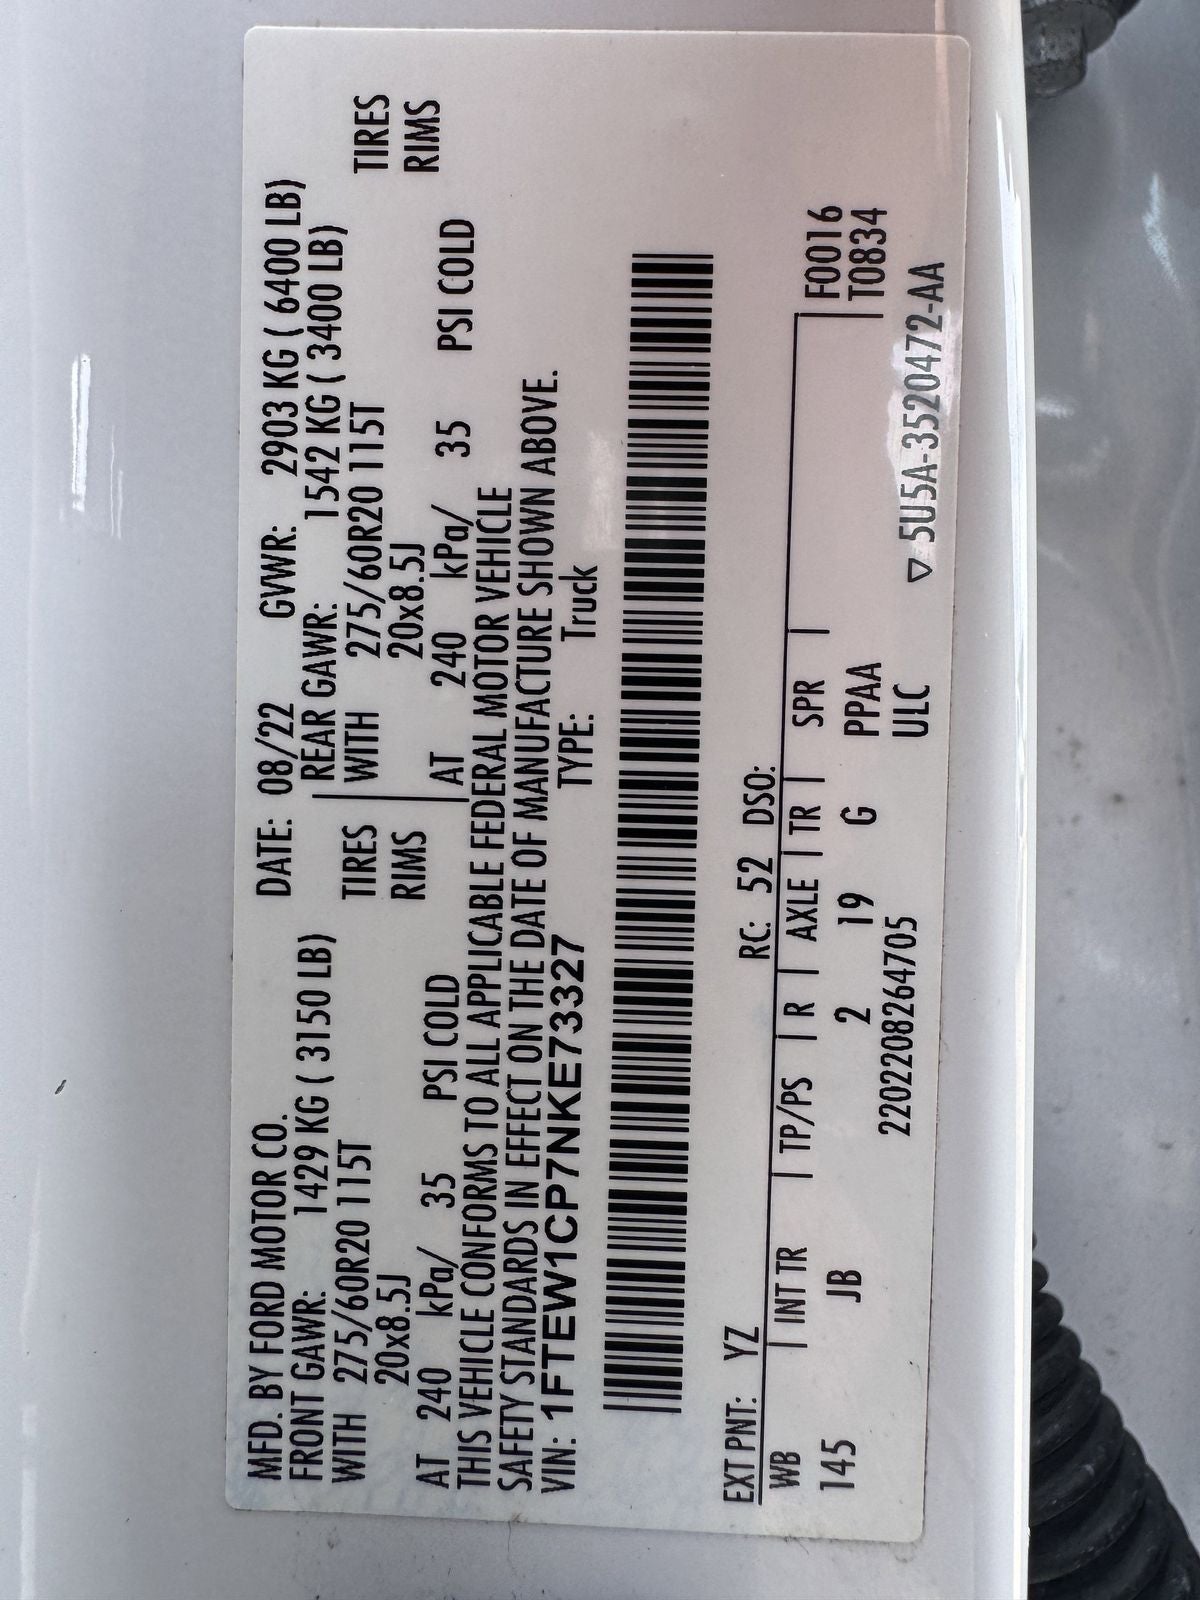 MFD. BY FORD MOTOR CO. DATE: 08/22 GVWR: 2903 KG ( 6400 LB)
FRONT GAWR: 1429 KG ( 3150 LB) REAR GAWR: 1542 KG ( 3400 LB)
WITH 275/60R20 115T TIRES WITH 275/60R20 115T TIRES
20x8.5J RIMS 20x8.5J RIMS
AT 240 kPa/ 35 PSI COLD AT 240 kPa/ 35 PSI COLD
THIS VEHICLE CONFORMS TO ALL APPLICABLE FEDERAL MOTOR VEHICLE
SAFETY STANDARDS IN EFFECT ON THE DATE OF MANUFACTURE SHOWN ABOVE.
VIN: 1FTEW1CP7NKE73327 TYPE: Truck
EXT PNT: YZ RC: 52 DSO:
WB | INT TR | TP/PS | R | AXLE | TR | SPR | F0016
145 JB 2 19 G PPAA T0834
2202208264705 ULC ▽ 5U5A-3520472-AA